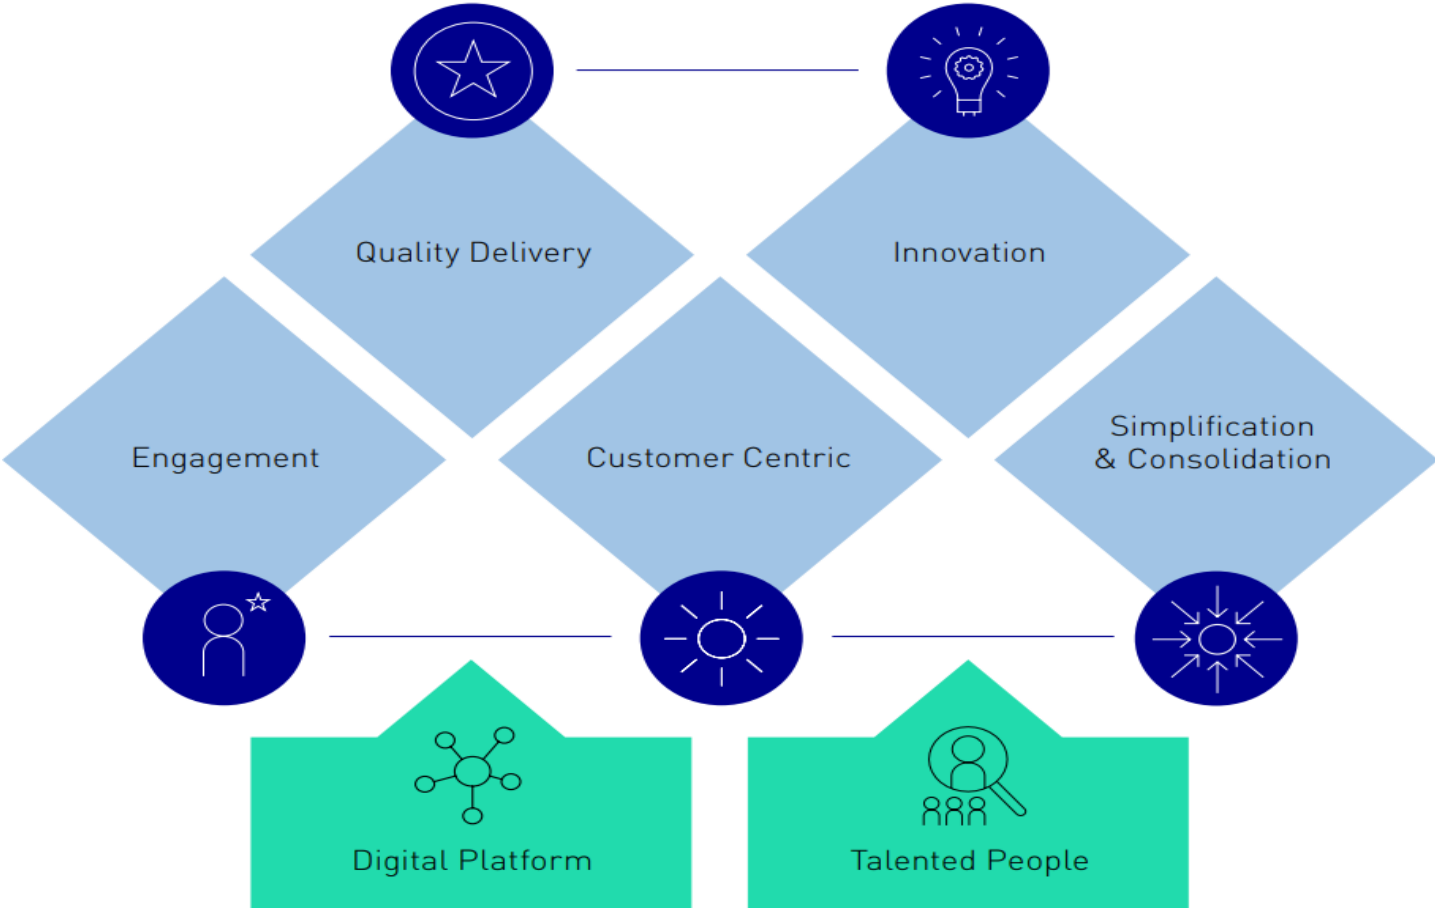 Quality Delivery
Innovation
Engagement
Customer Centric
Simplification
& Consolidation
Digital Platform
Talented People